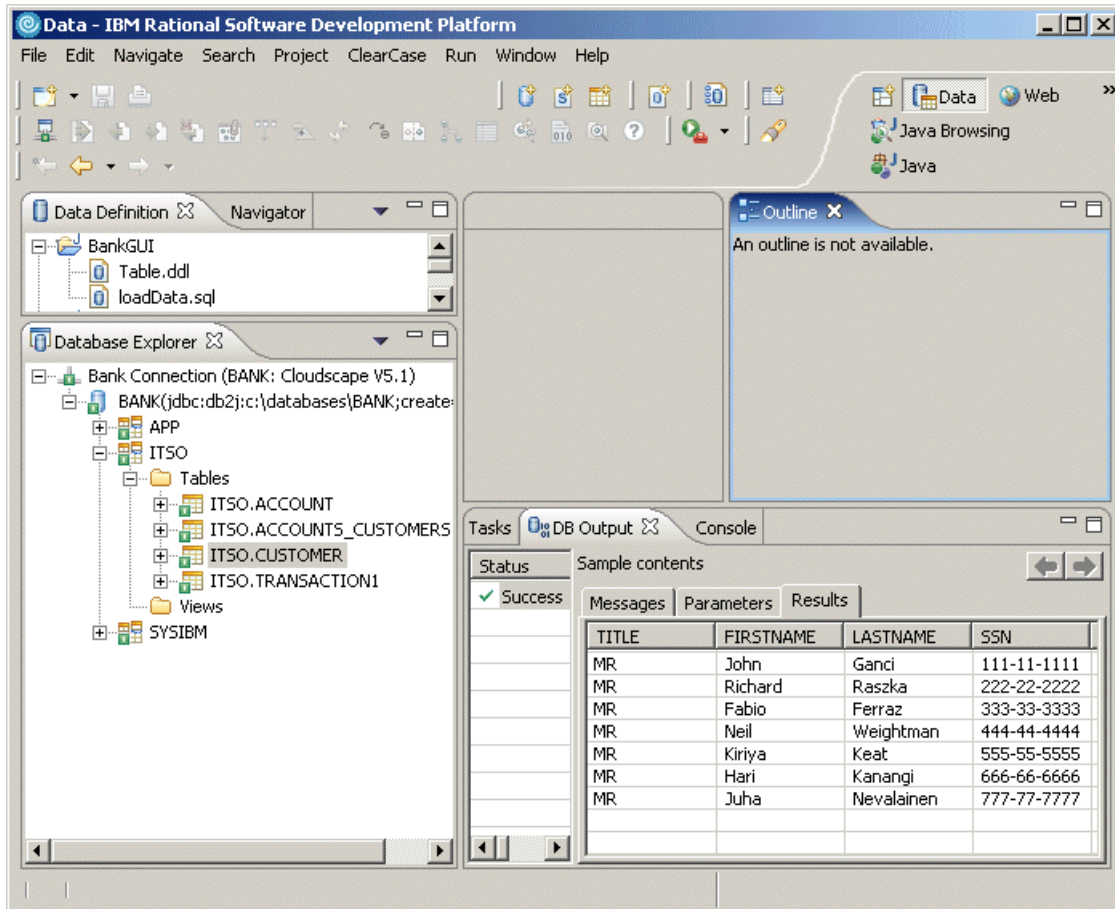 Data - IBM Rational Software Development Platform
File Edit Navigate Search Project ClearCase Run Window Help
Data Web »
Java Browsing
Java
Data Definition Navigator
BankGUI
Table.ddl
loadData.sql
Outline
An outline is not available.
Database Explorer
Bank Connection (BANK: Cloudscape V5.1)
BANK(jdbc:db2j:c:\databases\BANK;create=
APP
ITSO
Tables
ITSO.ACCOUNT
ITSO.ACCOUNTS_CUSTOMERS
ITSO.CUSTOMER
ITSO.TRANSACTION1
Views
SYSIBM
Tasks DB Output Console
Status
Success
Sample contents
Messages Parameters Results
TITLE FIRSTNAME LASTNAME SSN
MR John Ganci 111-11-1111
MR Richard Raszka 222-22-2222
MR Fabio Ferraz 333-33-3333
MR Neil Weightman 444-44-4444
MR Kiriya Keat 555-55-5555
MR Hari Kanangi 666-66-6666
MR Juha Nevalainen 777-77-7777